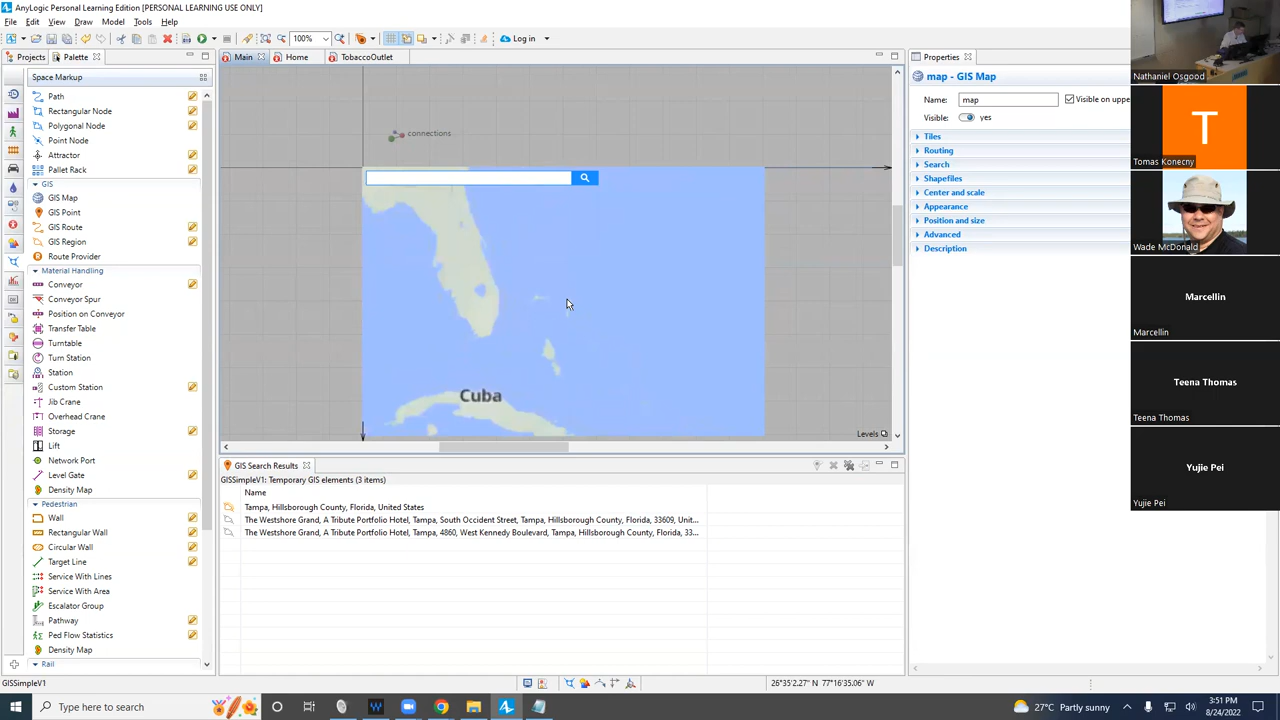 AnyLogic Personal Learning Edition [PERSONAL LEARNING USE ONLY]
File Edit View Draw Model Tools Help
100% Log in
Projects Palette Main Home TobaccoOutlet Properties
Space Markup
Path
Rectangular Node
Polygonal Node
Point Node
Attractor
Pallet Rack
GIS
GIS Map
GIS Point
GIS Route
GIS Region
Route Provider
Material Handling
Conveyor
Conveyor Spur
Position on Conveyor
Transfer Table
Turntable
Turn Station
Station
Custom Station
Jib Crane
Overhead Crane
Storage
Lift
Network Port
Level Gate
Density Map
Pedestrian
Wall
Rectangular Wall
Circular Wall
Target Line
Service With Lines
Service With Area
Escalator Group
Pathway
Ped Flow Statistics
Density Map
Rail
connections
Cuba
Levels
GIS Search Results
GISSimpleV1: Temporary GIS elements (3 items)
Name
Tampa, Hillsborough County, Florida, United States
The Westshore Grand, A Tribute Portfolio Hotel, Tampa, South Occident Street, Tampa, Hillsborough County, Florida, 33609, Unit...
The Westshore Grand, A Tribute Portfolio Hotel, Tampa, 4860, West Kennedy Boulevard, Tampa, Hillsborough County, Florida, 33...
map - GIS Map
Name: map Visible on uppe
Visible: yes
Tiles
Routing
Search
Shapefiles
Center and scale
Appearance
Position and size
Advanced
Description
Nathaniel Osgood
T
Tomas Konecny
Wade McDonald
Marcellin
Marcellin
Teena Thomas
Teena Thomas
Yujie Pei
Yujie Pei
GISSimpleV1 26°35'2.27" N 77°16'35.06" W
Type here to search 27°C Partly sunny 3:51 PM
8/24/2022